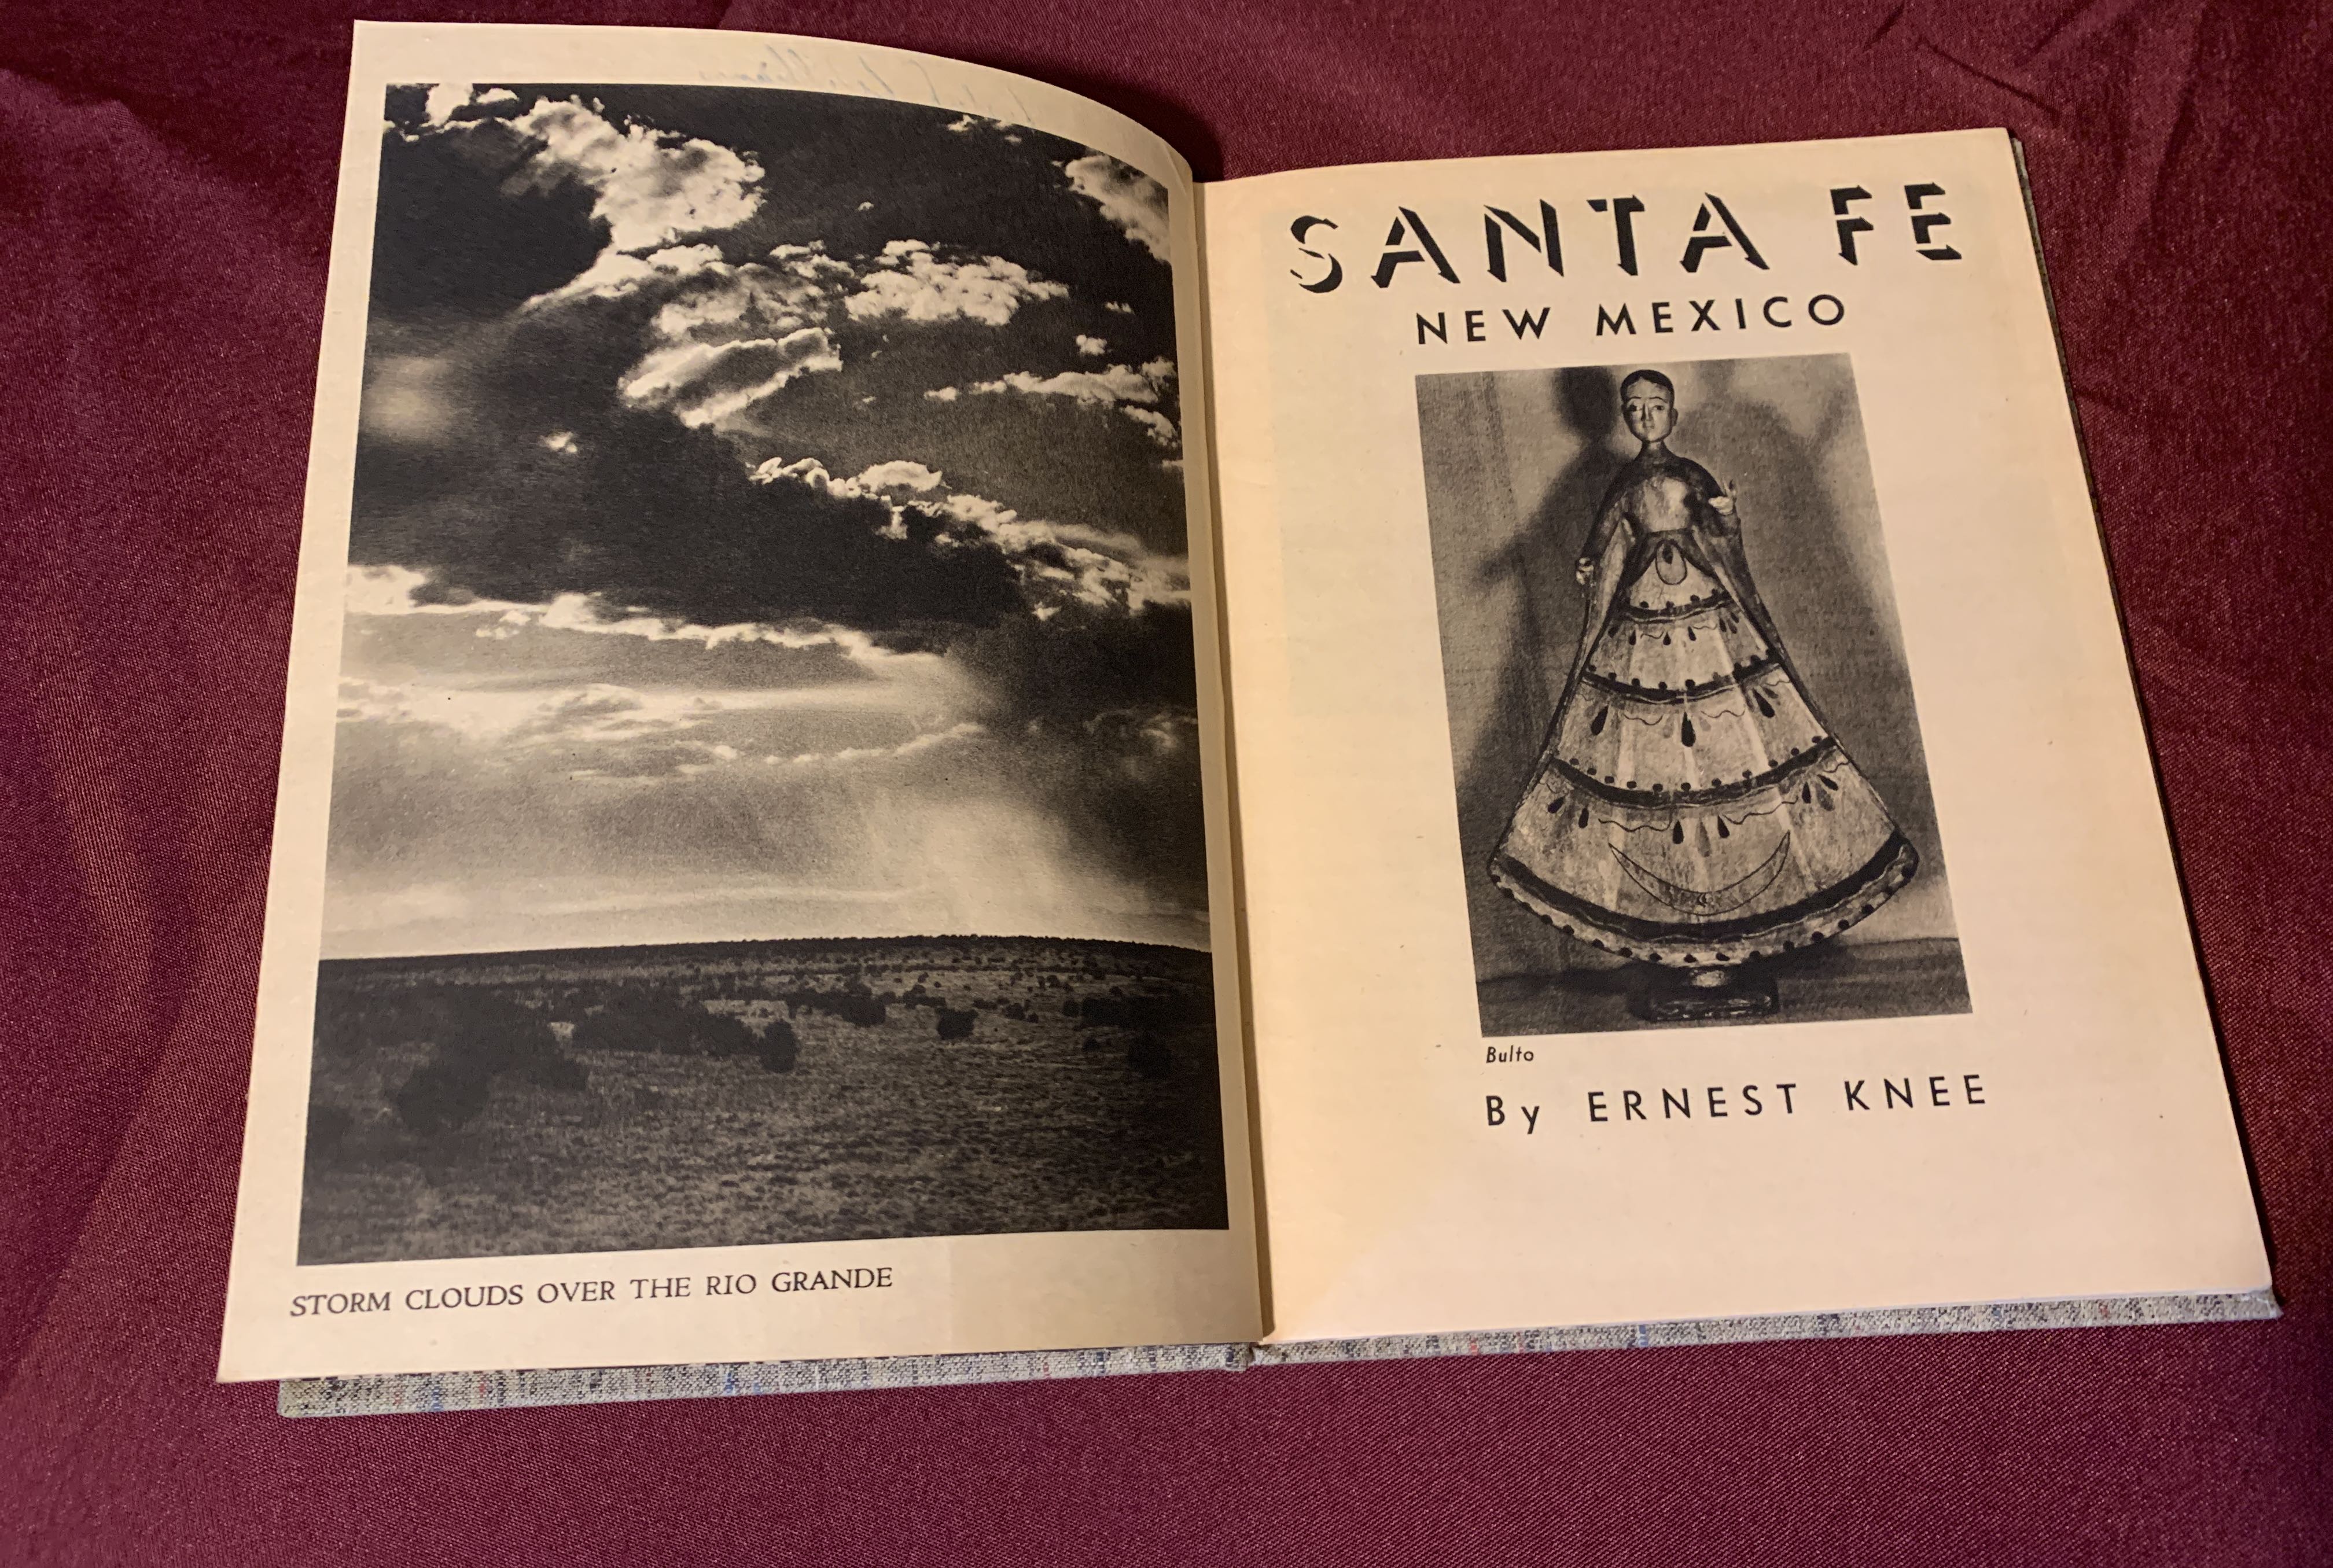 STORM CLOUDS OVER THE RIO GRANDE
SANTA FE
NEW MEXICO
Bulto
By ERNEST KNEE